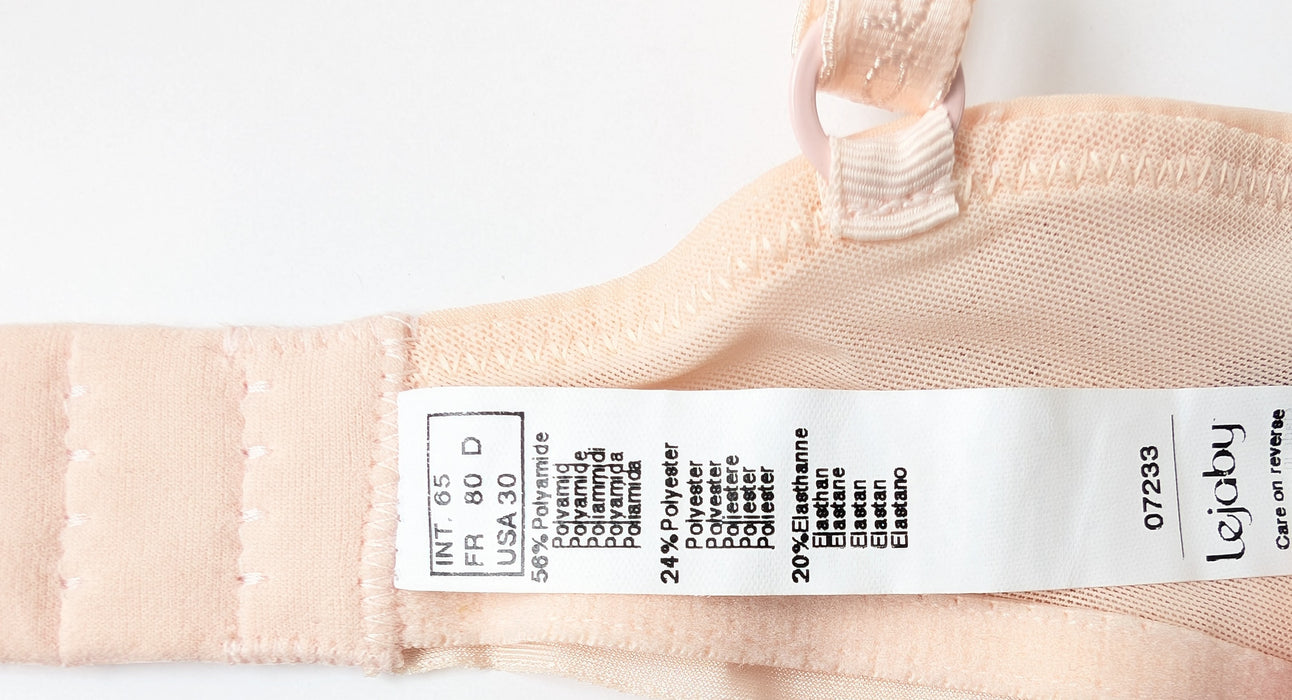 INT. 65
FR 80 D
USA 30
56% Polyamide
Polyamid
Polyamide
Poliammidi
Polyamida
Poliamida
24% Polyester
Polyester
Polyester
Poliestere
Poliester
Poliester
20% Elasthanne
Elasthan
Elastane
Elastan
Elastan
Elastano
07233
Lejaby
Care on reverse